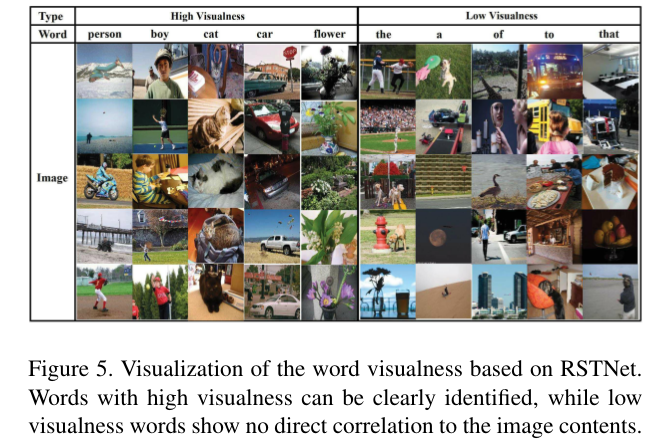 Type High Visualness Low Visualness
Word person boy cat car flower the a of to that
Image
Figure 5. Visualization of the word visualness based on RSTNet.
Words with high visualness can be clearly identified, while low
visualness words show no direct correlation to the image contents.